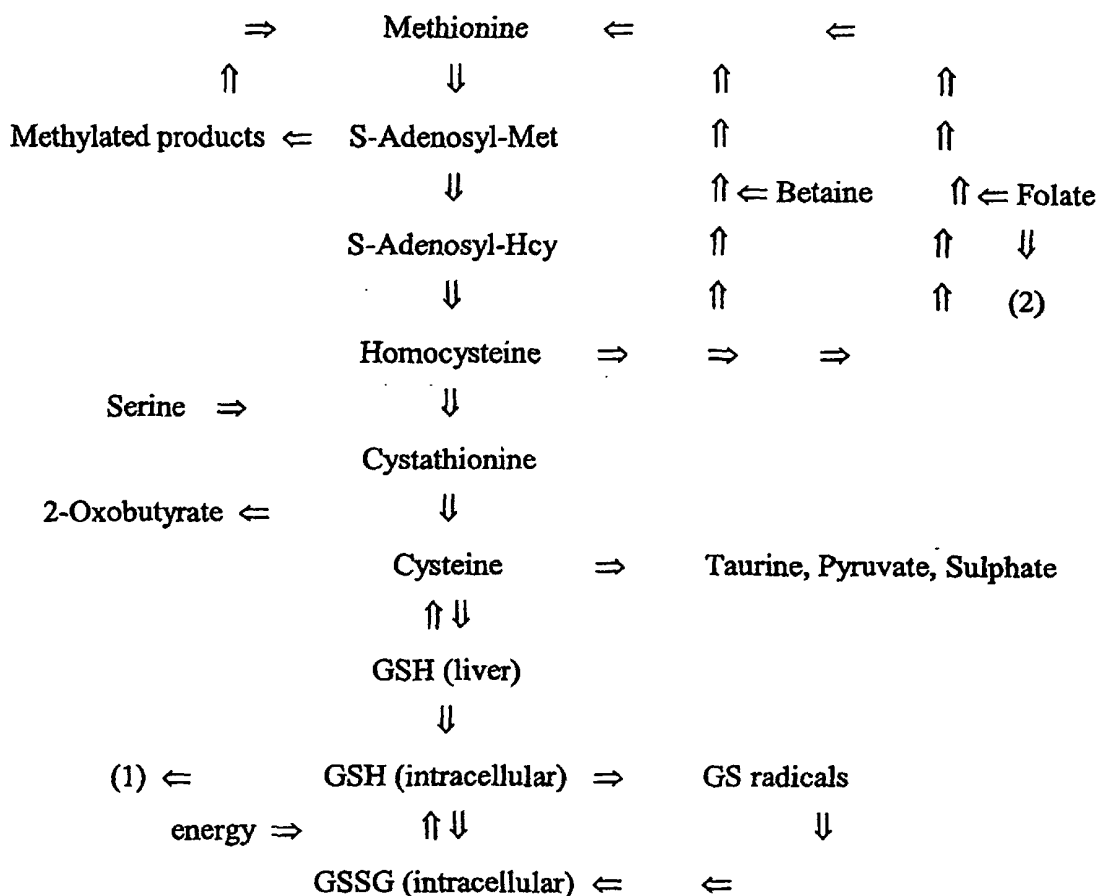 ⇒ Methionine ⇐ ⇐
⇑ ⇓ ⇑ ⇑
Methylated products ⇐ S-Adenosyl-Met ⇑ ⇑
⇓ ⇑ ⇐ Betaine ⇑ ⇐ Folate
S-Adenosyl-Hcy ⇑ ⇑ ⇓
⇓ ⇑ ⇑ (2)
Homocysteine ⇒ ⇒ ⇒
Serine ⇒ ⇓
Cystathionine
2-Oxobutyrate ⇐ ⇓
Cysteine ⇒ Taurine, Pyruvate, Sulphate
⇑⇓
GSH (liver)
⇓
(1) ⇐ GSH (intracellular) ⇒ GS radicals
energy ⇒ ⇑⇓ ⇓
GSSG (intracellular) ⇐ ⇐